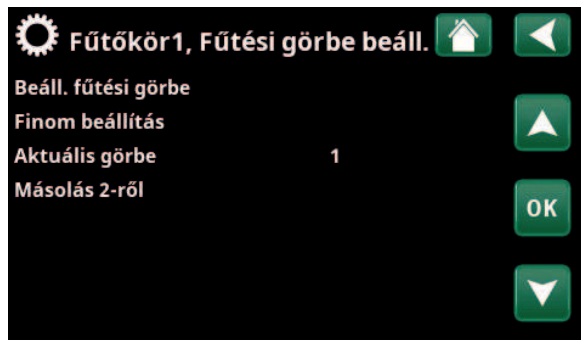 Fűtőkör1, Fűtési görbe beáll.
Beáll. fűtési görbe
Finom beállítás
Aktuális görbe 1
Másolás 2-ről
OK